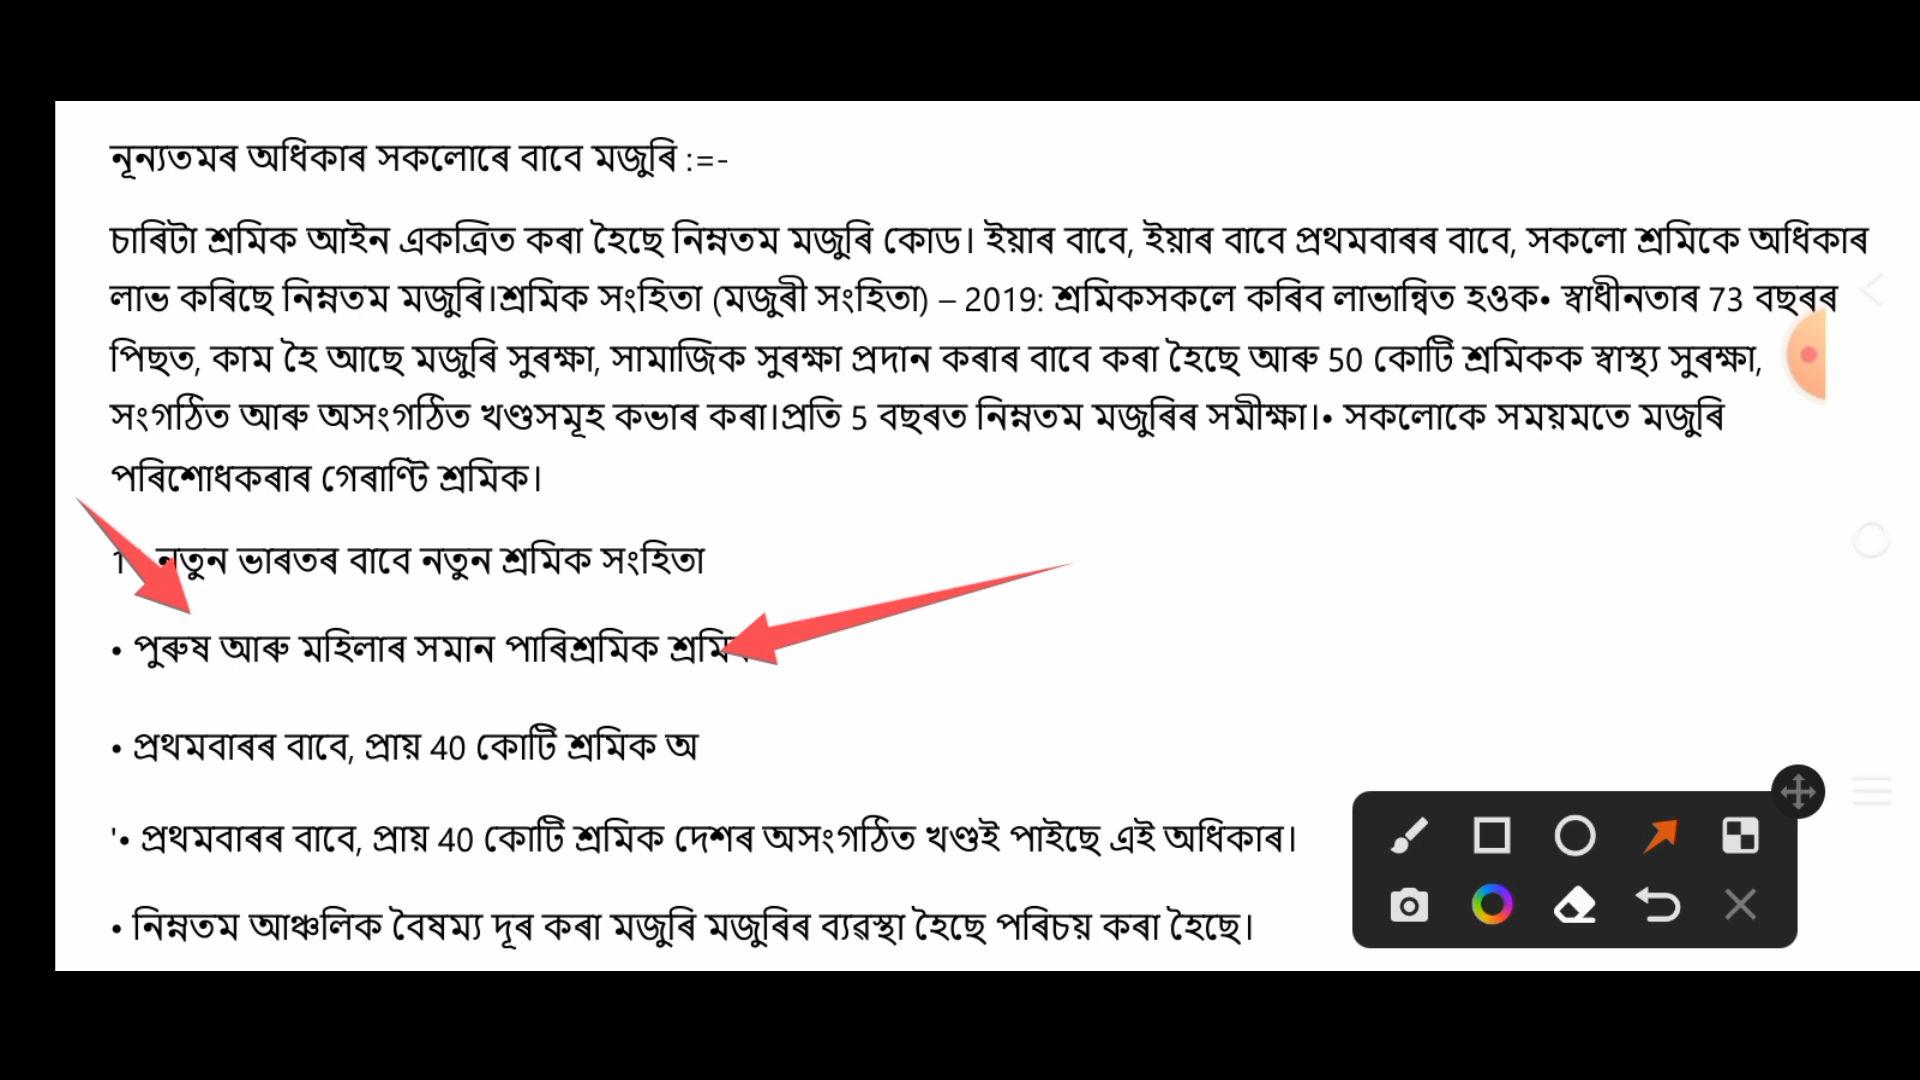 নূন্যতমৰ অধিকাৰ সকলোৰে বাবে মজুৰি :=-
চাৰিটা শ্ৰমিক আইন একত্ৰিত কৰা হৈছে নিম্নতম মজুৰি কোড। ইয়াৰ বাবে, ইয়াৰ বাবে প্ৰথমবাৰৰ বাবে, সকলো শ্ৰমিকে অধিকাৰ
লাভ কৰিছে নিম্নতম মজুৰি।শ্ৰমিক সংহিতা (মজুৰী সংহিতা) – 2019: শ্ৰমিকসকলে কৰিব লাভান্বিত হওক• স্বাধীনতাৰ 73 বছৰৰ
পিছত, কাম হৈ আছে মজুৰি সুৰক্ষা, সামাজিক সুৰক্ষা প্ৰদান কৰাৰ বাবে কৰা হৈছে আৰু 50 কোটি শ্ৰমিকক স্বাস্থ্য সুৰক্ষা,
সংগঠিত আৰু অসংগঠিত খণ্ডসমূহ কভাৰ কৰা।প্ৰতি 5 বছৰত নিম্নতম মজুৰিৰ সমীক্ষা।• সকলোকে সময়মতে মজুৰি
পৰিশোধকৰাৰ গেৰাণ্টি শ্ৰমিক।
নতুন ভাৰতৰ বাবে নতুন শ্ৰমিক সংহিতা
• পুৰুষ আৰু মহিলাৰ সমান পাৰিশ্ৰমিক
• প্ৰথমবাৰৰ বাবে, প্ৰায় 40 কোটি শ্ৰমিক অ
'• প্ৰথমবাৰৰ বাবে, প্ৰায় 40 কোটি শ্ৰমিক দেশৰ অসংগঠিত খণ্ডই পাইছে এই অধিকাৰ।
• নিম্নতম আঞ্চলিক বৈষম্য দূৰ কৰা মজুৰি মজুৰিৰ ব্যৱস্থা হৈছে পৰিচয় কৰা হৈছে।